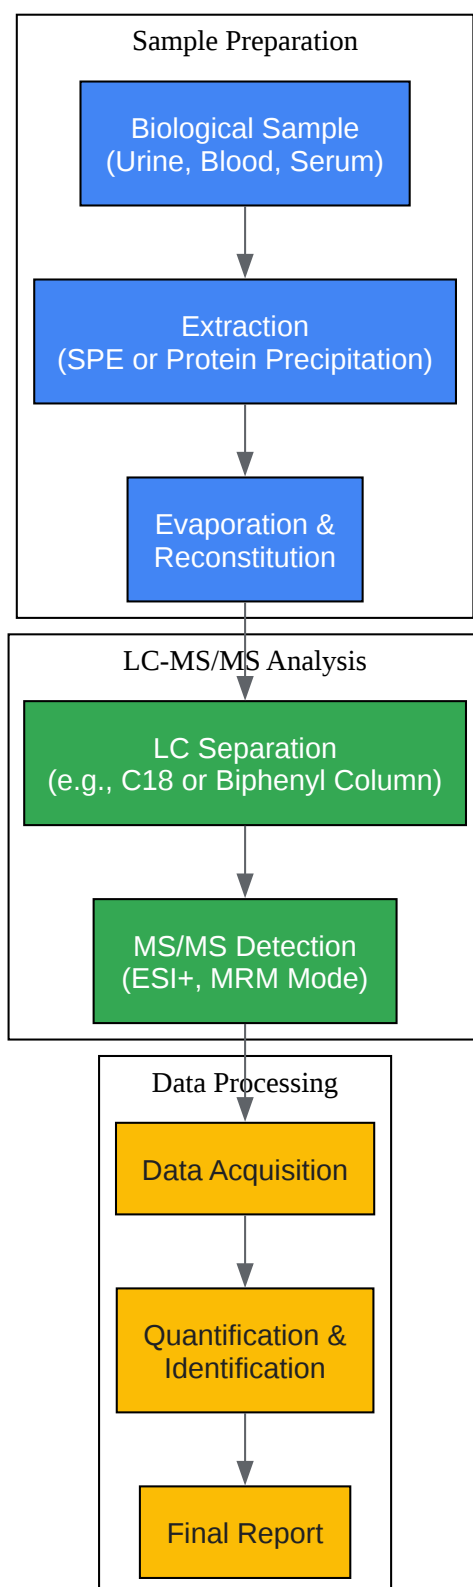 Sample Preparation
Biological Sample
(Urine, Blood, Serum)
Extraction
(SPE or Protein Precipitation)
Evaporation &
Reconstitution
LC-MS/MS Analysis
LC Separation
(e.g., C18 or Biphenyl Column)
MS/MS Detection
(ESI+, MRM Mode)
Data Processing
Data Acquisition
Quantification &
Identification
Final Report